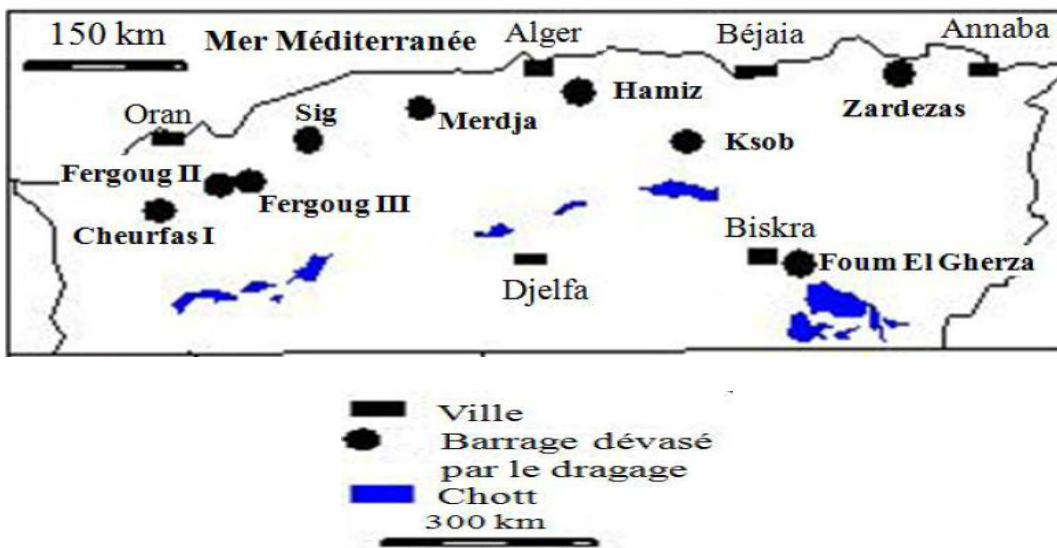 150 km
Mer Méditerranée
Alger
Béjaia
Annaba
Hamiz
Zardezas
Oran
Sig
Merdja
Ksob
Fergoug II
Fergoug III
Cheurfas I
Biskra
Foum El Gherza
Djelfa
Ville
Barrage dévasé
par le dragage
Chott
300 km